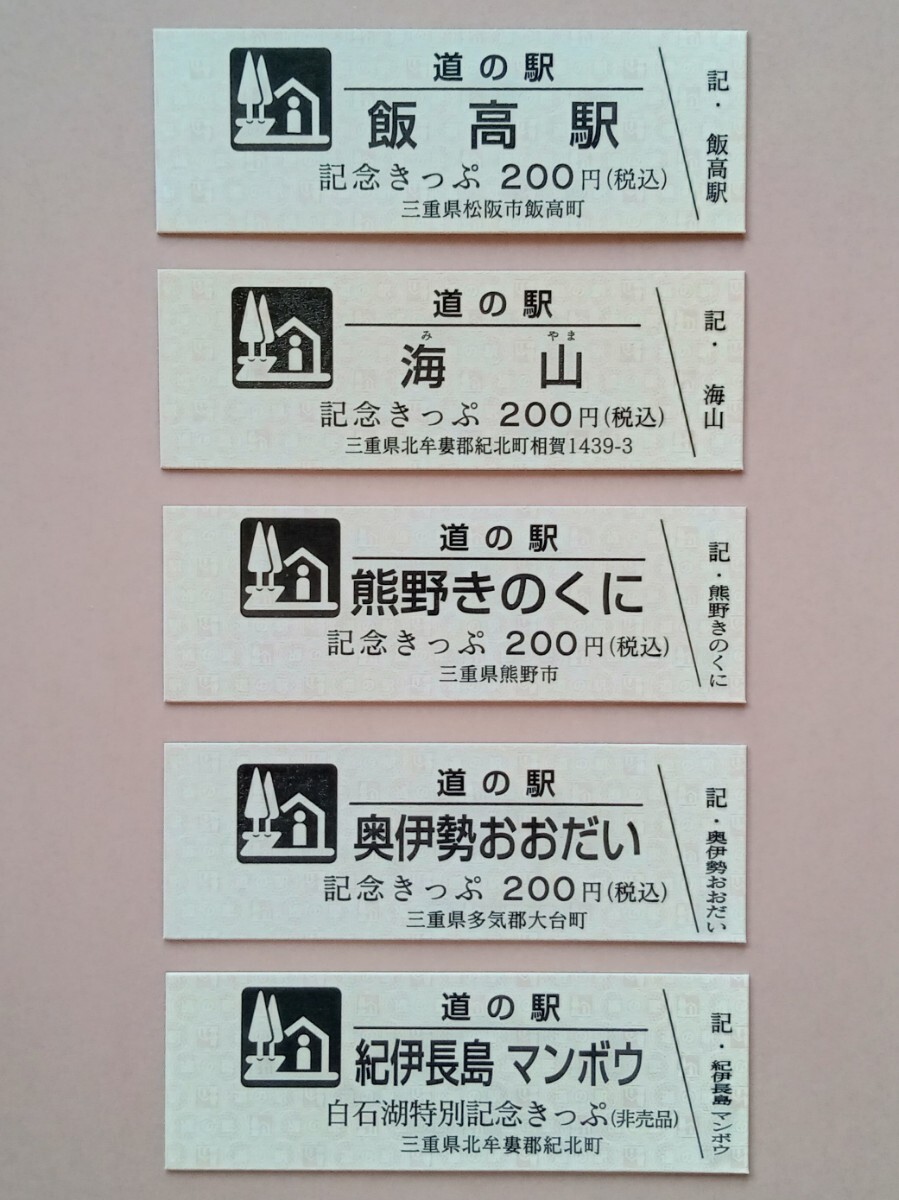 道の駅
飯高駅
記念きっぷ 200円(税込)
三重県松阪市飯高町
記・飯高駅
道の駅
み やま
海山
記念きっぷ 200円(税込)
三重県北牟婁郡紀北町相賀1439-3
記・海山
道の駅
熊野きのくに
記念きっぷ 200円(税込)
三重県熊野市
記・熊野きのくに
道の駅
奥伊勢おおだい
記念きっぷ 200円(税込)
三重県多気郡大台町
記・奥伊勢おおだい
道の駅
紀伊長島 マンボウ
白石湖特別記念きっぷ(非売品)
三重県北牟婁郡紀北町
記・紀伊長島 マンボウ